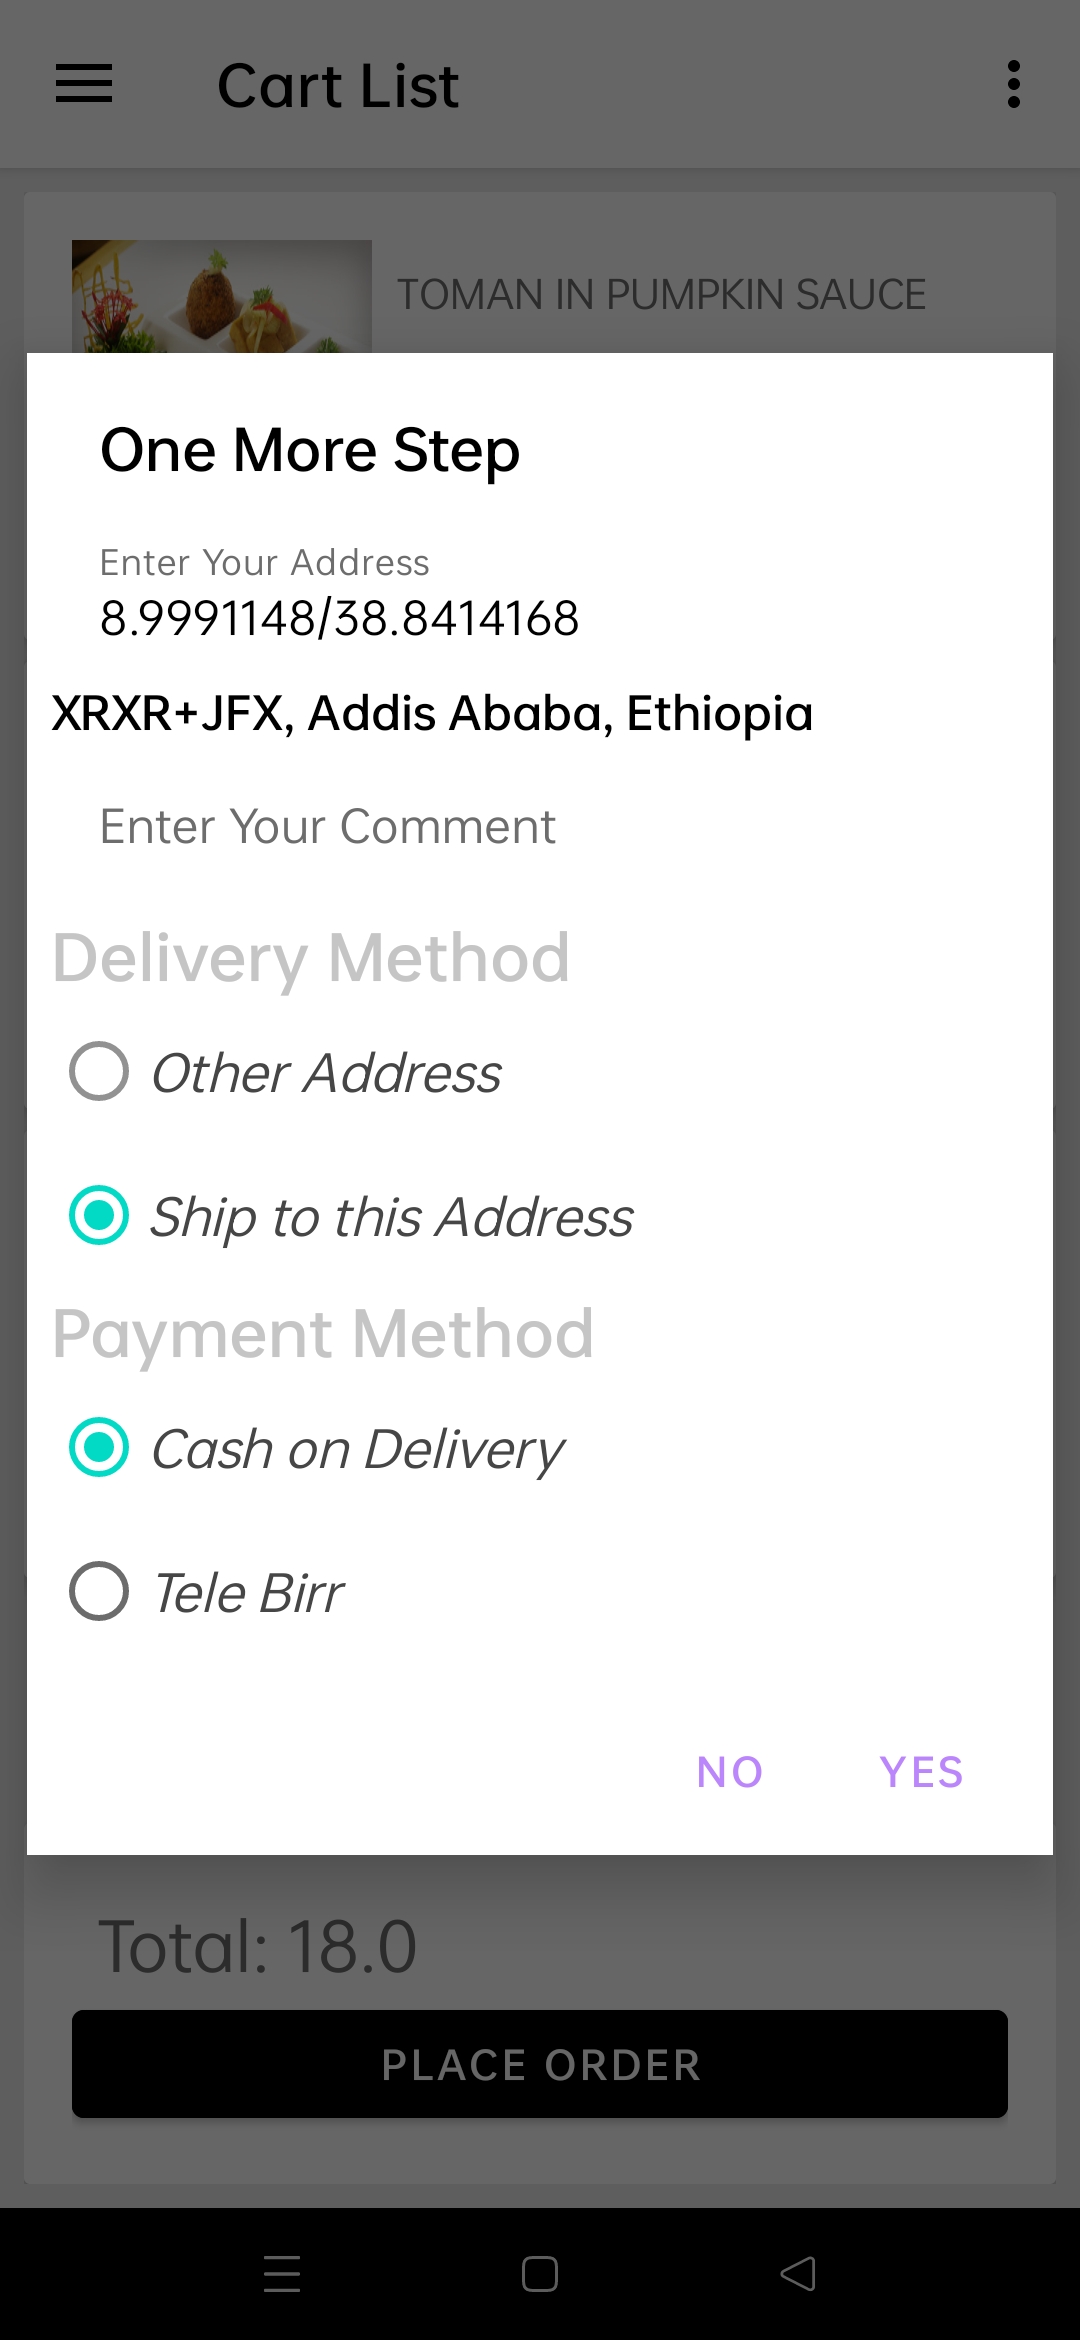 Cart List
TOMAN IN PUMPKIN SAUCE
One More Step
Enter Your Address
8.9991148/38.8414168
XRXR+JFX, Addis Ababa, Ethiopia
Enter Your Comment
Delivery Method
Other Address
Ship to this Address
Payment Method
Cash on Delivery
Tele Birr
NO YES
Total: 18.0
PLACE ORDER